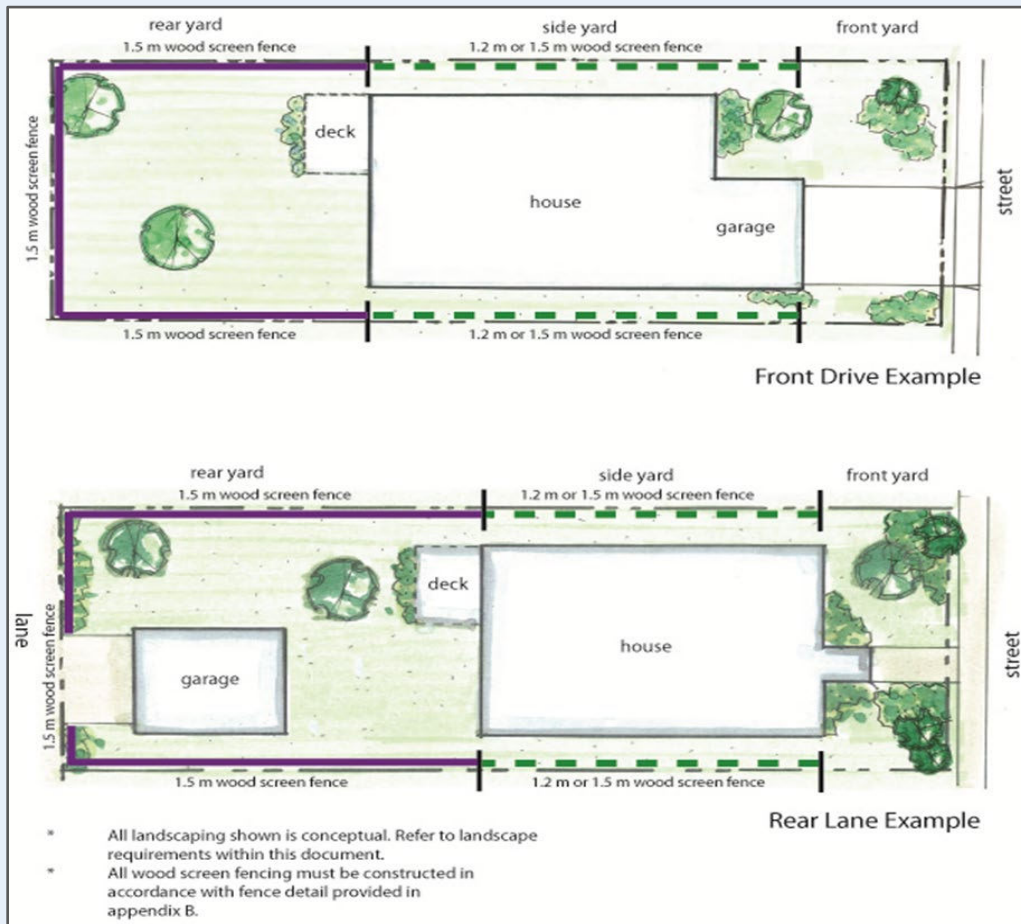 rear yard
side yard
front yard
1.5 m wood screen fence
1.2 m or 1.5 m wood screen fence
1.5 m wood screen fence
deck
house
garage
street
1.5 m wood screen fence
1.2 m or 1.5 m wood screen fence
Front Drive Example
rear yard
side yard
front yard
1.5 m wood screen fence
1.2 m or 1.5 m wood screen fence
lane
1.5 m wood screen fence
deck
garage
house
street
1.5 m wood screen fence
1.2 m or 1.5 m wood screen fence
Rear Lane Example
* All landscaping shown is conceptual. Refer to landscape
requirements within this document.
* All wood screen fencing must be constructed in
accordance with fence detail provided in
appendix B.